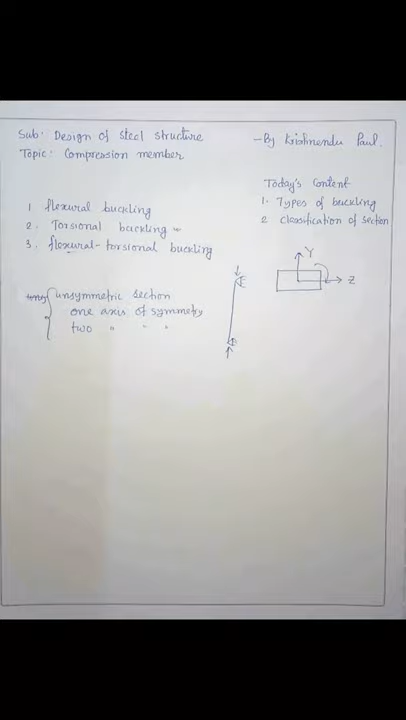 Sub: Design of steel structure
-By Krishnendu Paul.
Topic: Compression member
Today's Content
1. Types of buckling
2 Classification of section
1 flexural buckling
2. Torsional buckling
3. flexural-torsional buckling
Y
Z
unsymmetric section
one axis of symmetry
two " " "